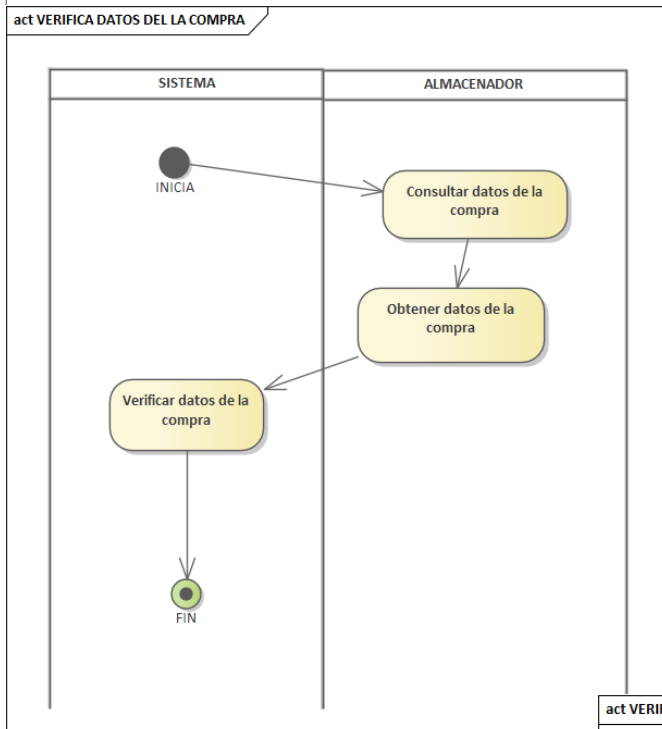 act VERIFICA DATOS DEL LA COMPRA
SISTEMA
ALMACENADOR
INICIA
Consultar datos de la
compra
Obtener datos de la
compra
Verificar datos de la
compra
FIN
act